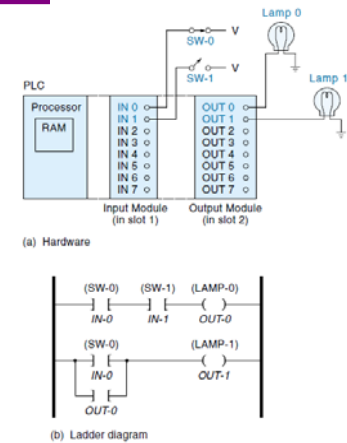 Lamp 0
V
SW-0
V
SW-1
Lamp 1
PLC
Processor
RAM
IN 0
IN 1
IN 2
IN 3
IN 4
IN 5
IN 6
IN 7
OUT 0
OUT 1
OUT 2
OUT 3
OUT 4
OUT 5
OUT 6
OUT 7
Input Module
(in slot 1)
Output Module
(in slot 2)
(a) Hardware
(SW-0) (SW-1) (LAMP-0)
IN-0 IN-1 OUT-0
(SW-0) (LAMP-1)
IN-0 OUT-1
OUT-0
(b) Ladder diagram